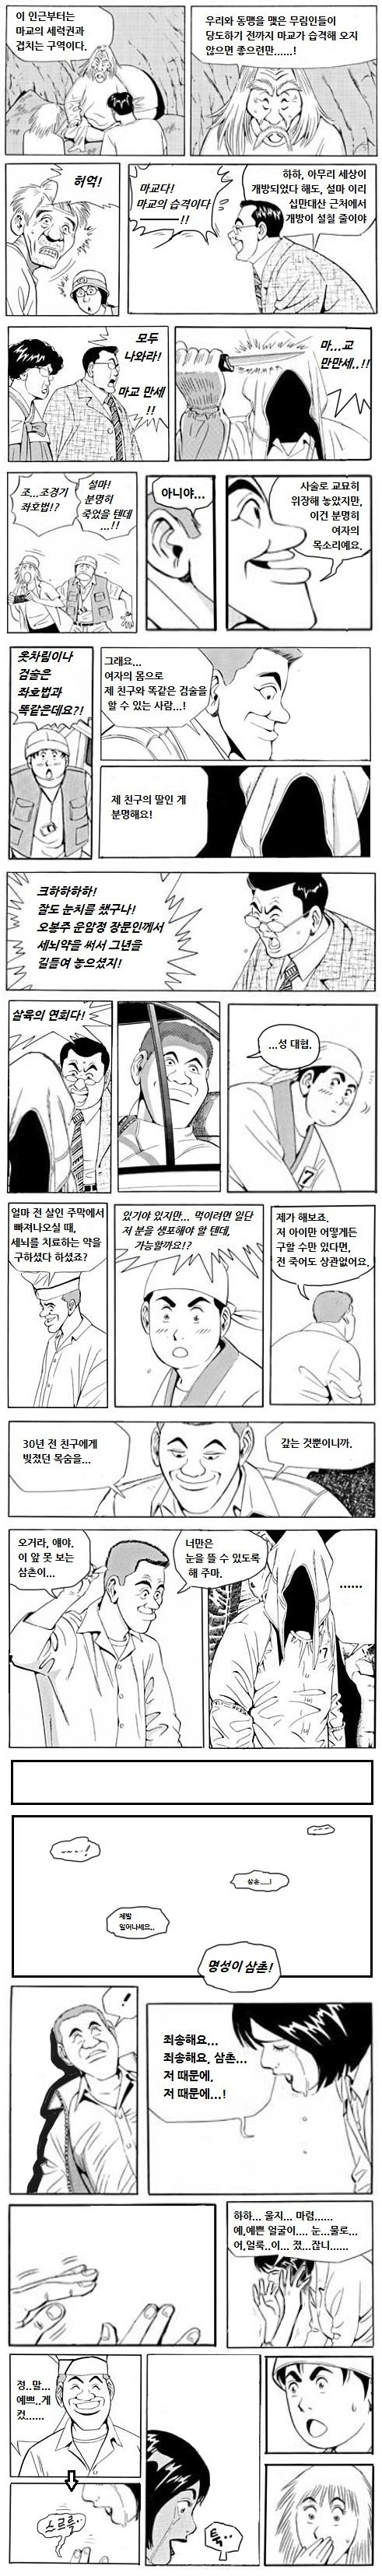 이 인근부터는
마교의 세력권과
겹치는 구역이다.
우리와 동맹을 맺은 무림인들이
당도하기 전까지 마교가 습격해 오지
않으면 좋으련만......!
허억!
마교다!
마교의 습격이다
―――!!
하하, 아무리 세상이
개방되었다 해도, 설마 이리
십만대산 근처에서
개방이 설칠 줄이야
모두
나와라!
마교 만세
!!
마...교
만만세..!!
조...조경기
좌호법!?
설마!
분명히
죽었을 텐데
...!!
아니야...
사술로 교묘히
위장해 놓았지만,
이건 분명히
여자의
목소리예요.
옷차림이나
검술은
좌호법과
똑같은데요?!
그래요...
여자의 몸으로
제 친구와 똑같은 검술을
할 수 있는 사람...!
제 친구의 딸인 게
분명해요!
크하하하하!
잘도 눈치를 챘구나!
오봉주 운암정 장문인께서
세뇌약을 써서 그년을
길들여 놓으셨지!
살육의 연회다!
...성 대협.
7
얼마 전 살인 주막에서
빠져나오실 때,
세뇌를 치료하는 약을
구하셨다 하셨죠?
있기야 있지만... 먹이려면 일단
저 분을 생포해야 할 텐데,
가능할까요!?
제가 해보죠.
저 아이만 어떻게든
구할 수만 있다면,
전 죽어도 상관없어요.
30년 전 친구에게
빚졌던 목숨을...
갚는 것뿐이니까.
오거라, 얘야.
이 앞 못 보는
삼촌이...
너만은
눈을 뜰 수 있도록
해 주마.
......
7
삼촌......!
제발
일어나세요..
명성이 삼촌!
!
죄송해요...
죄송해요, 삼촌...
저 때문에,
저 때문에...!
하하... 울지... 마렴......
예,예쁜 얼굴이.... 눈...물로...
어,얼룩..이... 졌...잖니......
정..말...
예쁘..게
컸......
스르륵..
툭..